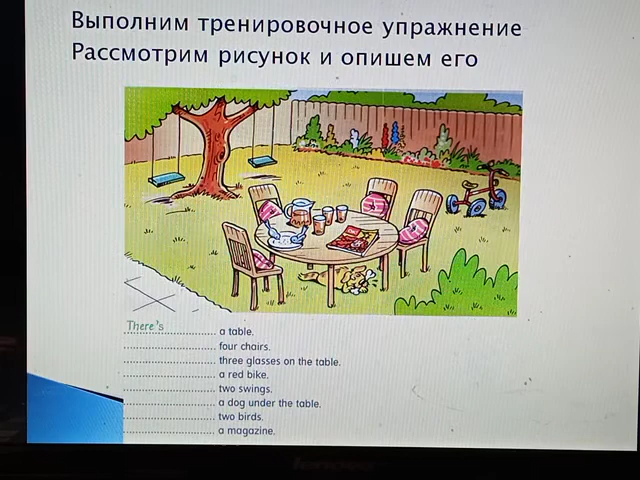 Выполним тренировочное упражнение
Рассмотрим рисунок и опишем его
There's a table.
four chairs.
three glasses on the table.
a red bike.
two swings.
a dog under the table.
two birds.
a magazine.
lenovo